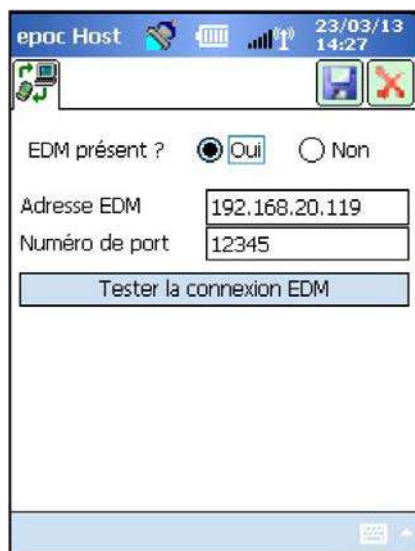 epoc Host 23/03/13
14:27
EDM présent ? Oui Non
Adresse EDM 192.168.20.119
Numéro de port 12345
Tester la connexion EDM